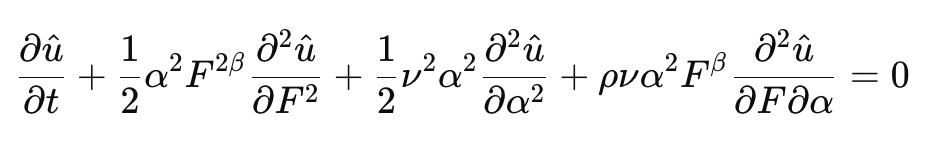 ∂û/∂t + 1/2 α²F^{2β} ∂²û/∂F² + 1/2 ν²α² ∂²û/∂α² + ρνα²F^β ∂²û/∂F∂α = 0